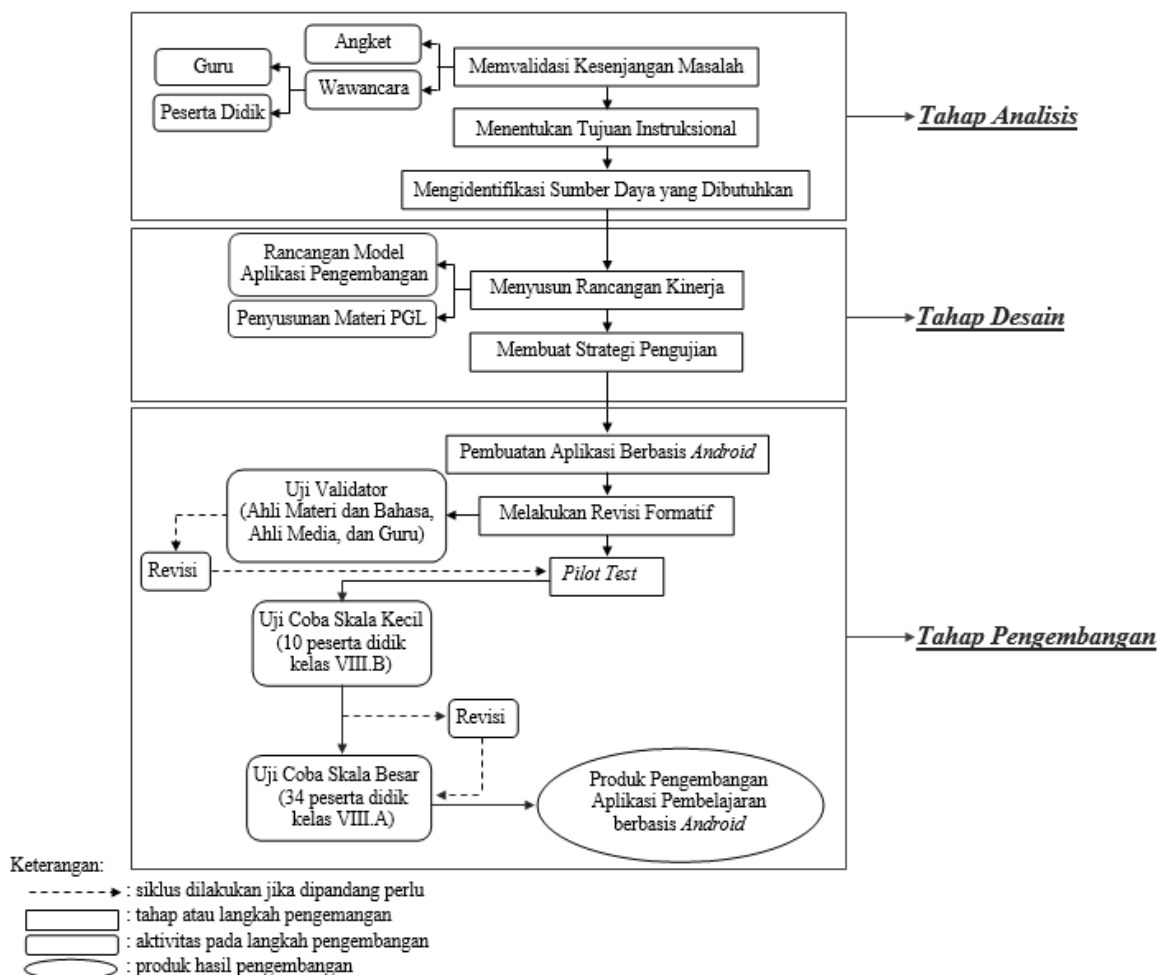 Angket
Guru
Wawancara
Peserta Didik
Memvalidasi Kesenjangan Masalah
Menentukan Tujuan Instruksional
Mengidentifikasi Sumber Daya yang Dibutuhkan
Tahap Analisis
Rancangan Model
Aplikasi Pengembangan
Penyusunan Materi PGL
Menyusun Rancangan Kinerja
Membuat Strategi Pengujian
Tahap Desain
Pembuatan Aplikasi Berbasis Android
Uji Validator
(Ahli Materi dan Bahasa,
Ahli Media, dan Guru)
Melakukan Revisi Formatif
Revisi
Pilot Test
Uji Coba Skala Kecil
(10 peserta didik
kelas VIII.B)
Revisi
Uji Coba Skala Besar
(34 peserta didik
kelas VIII.A)
Produk Pengembangan
Aplikasi Pembelajaran
berbasis Android
Tahap Pengembangan
Keterangan:
: siklus dilakukan jika dipandang perlu
: tahap atau langkah pengemangan
: aktivitas pada langkah pengembangan
: produk hasil pengembangan